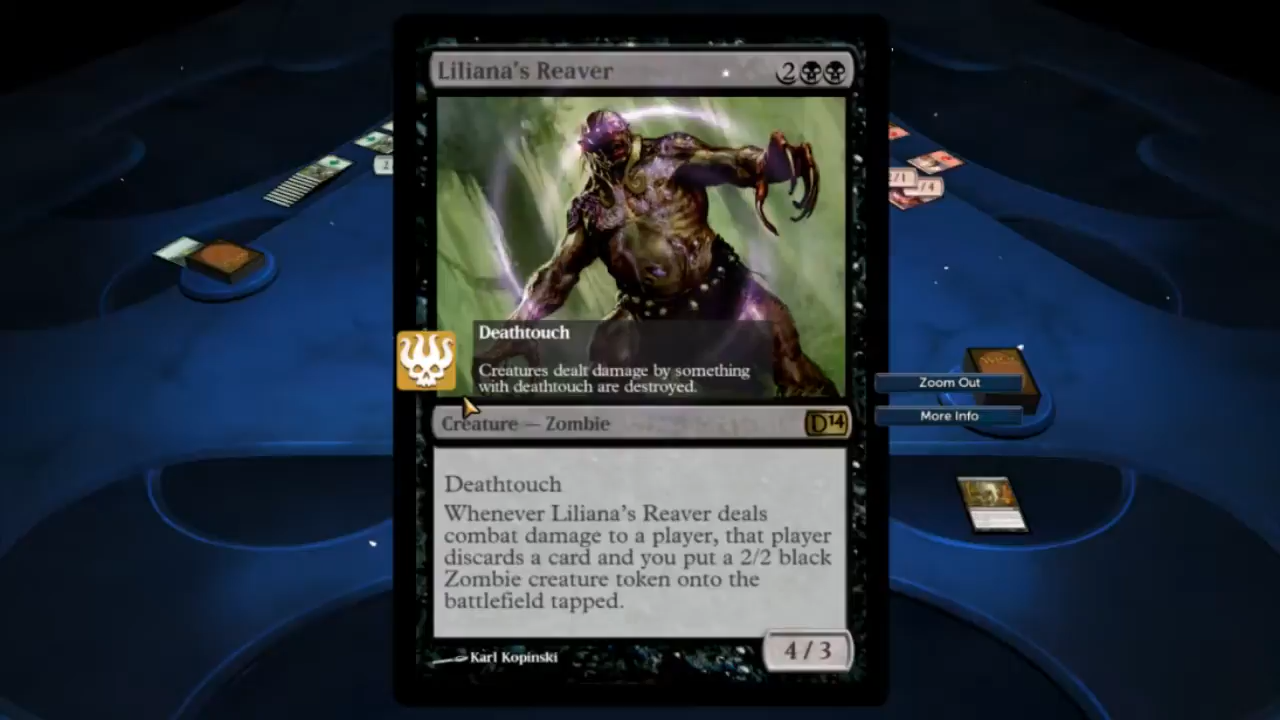 Liliana's Reaver 2
Deathtouch
Creatures dealt damage by something
with deathtouch are destroyed.
Zoom Out
More Info
Creature — Zombie D14
Deathtouch
Whenever Liliana's Reaver deals
combat damage to a player, that player
discards a card and you put a 2/2 black
Zombie creature token onto the
battlefield tapped.
4 / 3
Karl Kopinski